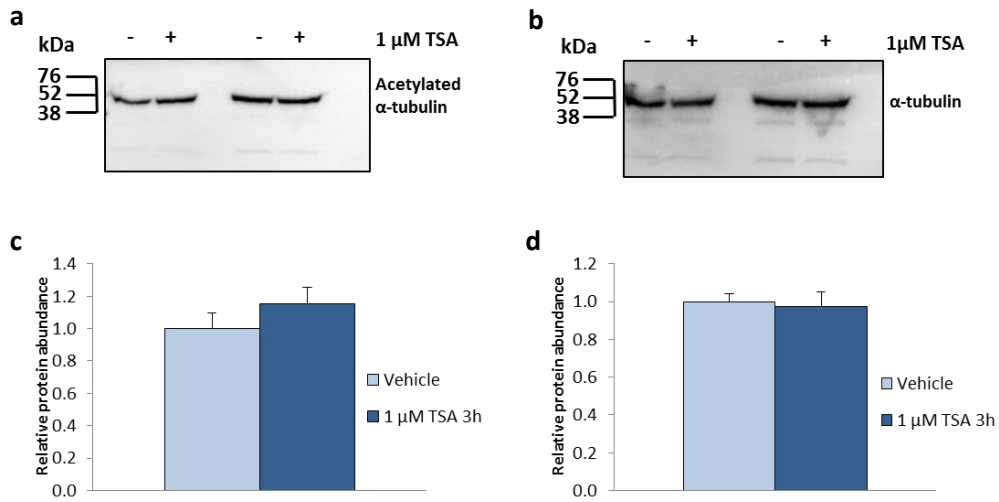 a
kDa
- + - + 1 µM TSA
76
52
38
Acetylated
α-tubulin
b
kDa
- + - + 1µM TSA
76
52
38
α-tubulin
c
Relative protein abundance
1.4
1.2
1.0
0.8
0.6
0.4
0.2
0.0
Vehicle
1 µM TSA 3h
d
Relative protein abundance
1.2
1.0
0.8
0.6
0.4
0.2
0.0
Vehicle
1 µM TSA 3h